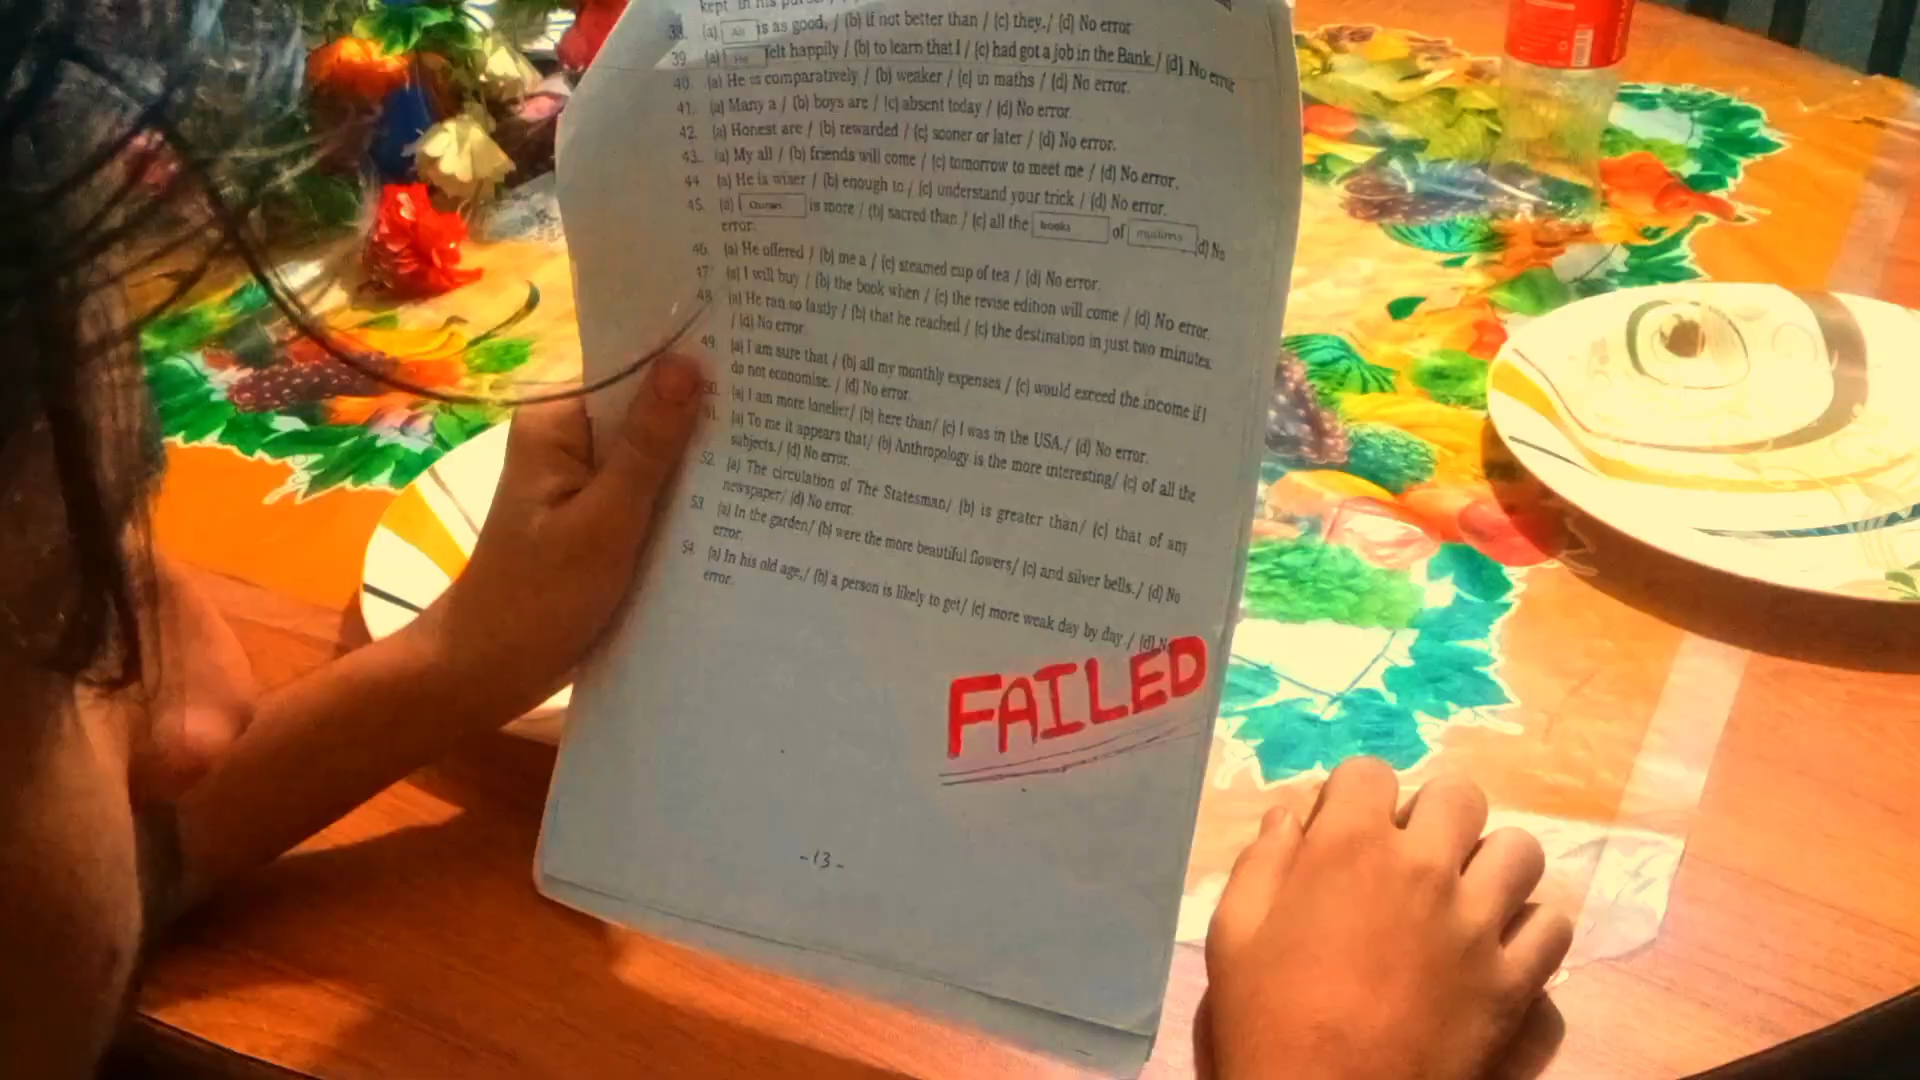 kept in his purse /
38. (a) Ali is as good, / (b) if not better than / (c) they./ (d) No error
39. (a) He felt happily / (b) to learn that I / (c) had got a job in the Bank./ (d) No error
40. (a) He is comparatively / (b) weaker / (c) in maths / (d) No error.
41. (a) Many a / (b) boys are / (c) absent today / (d) No error
42. (a) Honest are / (b) rewarded / (c) sooner or later / (d) No error.
43. (a) My all / (b) friends will come / (c) tomorrow to meet me / (d) No error.
44. (a) He is wiser / (b) enough to / (c) understand your trick / (d) No error.
45. (a) Quran is more / (b) sacred than / (c) all the books of muslims (d) No
error.
46. (a) He offered / (b) me a / (c) steamed cup of tea / (d) No error.
47. (a) I will buy / (b) the book when / (c) the revise edition will come / (d) No error.
48. (a) He ran so fastly / (b) that he reached / (c) the destination in just two minutes.
/ (d) No error
49. (a) I am sure that / (b) all my monthly expenses / (c) would exceed the income if I
do not economise. / (d) No error.
50. (a) I am more lonelier/ (b) here than/ (c) I was in the USA./ (d) No error.
51. (a) To me it appears that/ (b) Anthropology is the more interesting/ (c) of all the
subjects./ (d) No error.
52. (a) The circulation of The Statesman/ (b) is greater than/ (c) that of any
newspaper/ (d) No error.
53. (a) In the garden/ (b) were the more beautiful flowers/ (c) and silver bells./ (d) No
error.
54. (a) In his old age,/ (b) a person is likely to get/ (c) more weak day by day./ (d) No
error.
FAILED
-13-